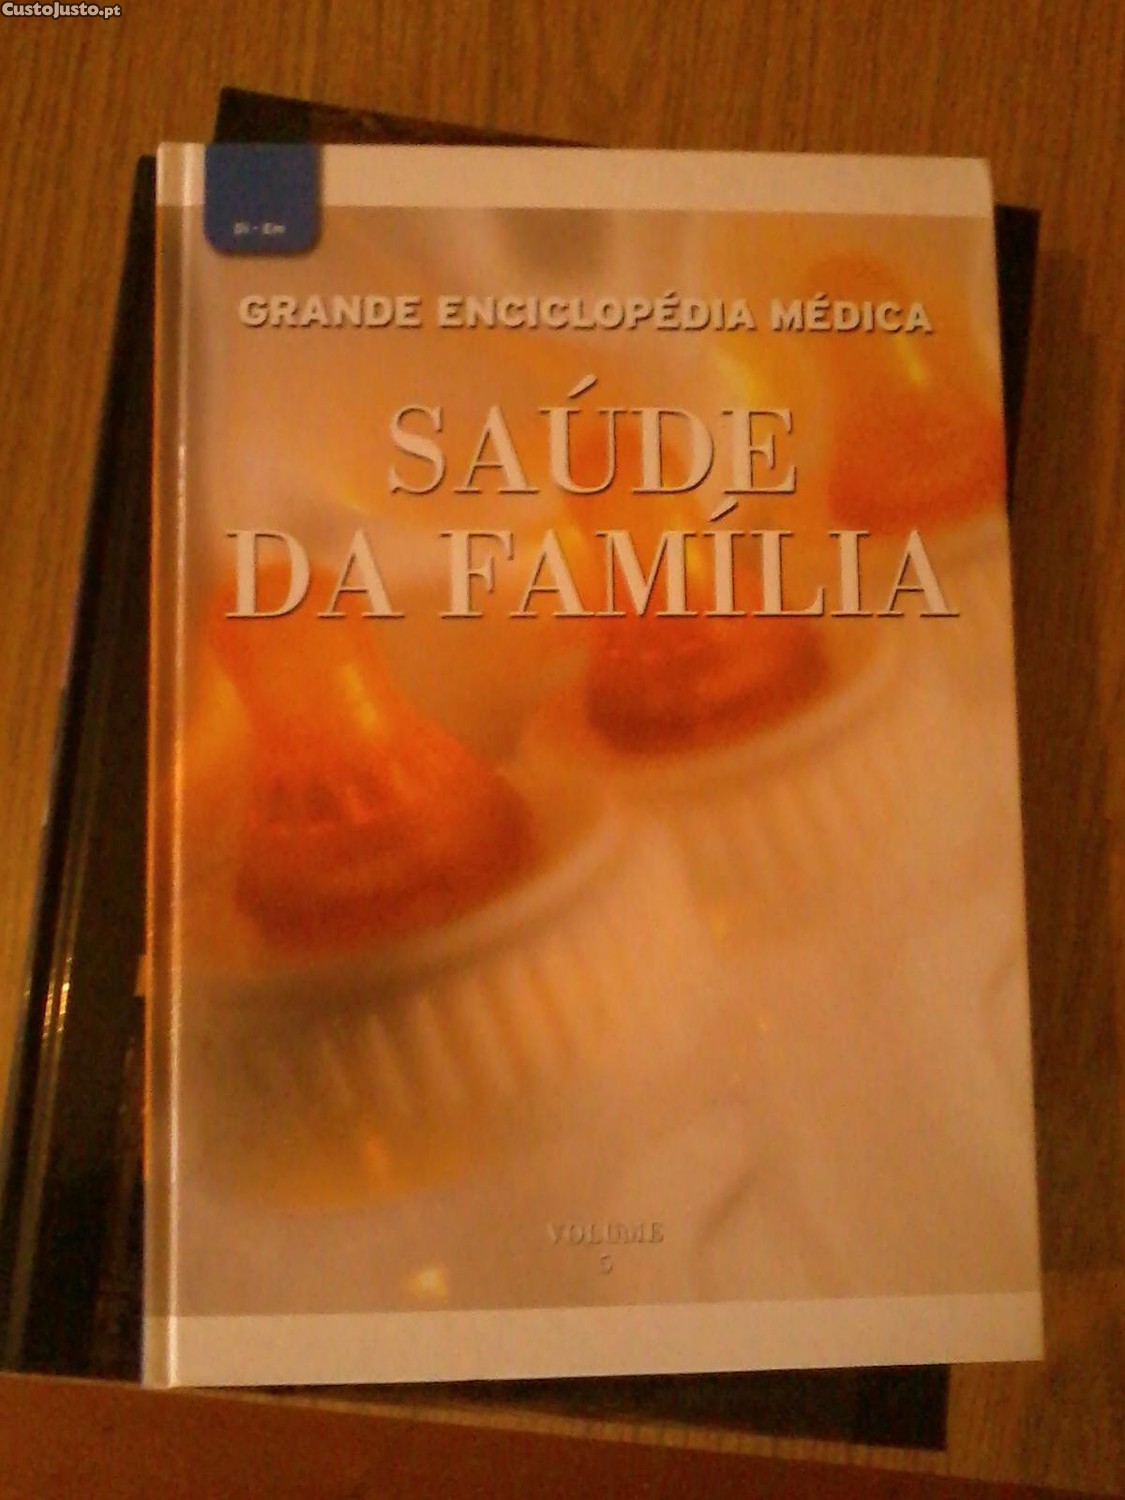 CustoJusto.pt
Di - Em
GRANDE ENCICLOPÉDIA MÉDICA
SAÚDE
DA FAMÍLIA
VOLUME
5